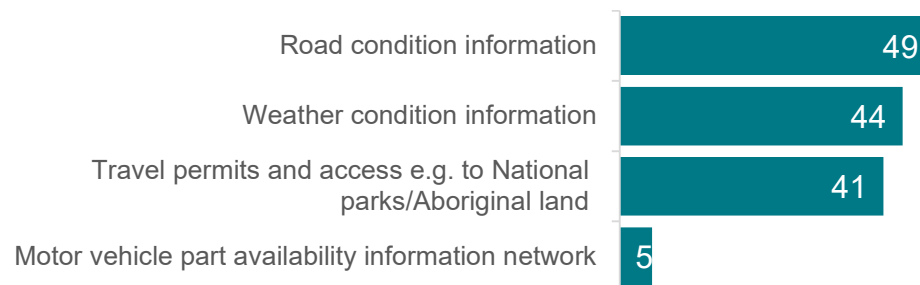 Road condition information
49
Weather condition information
44
Travel permits and access e.g. to National
parks/Aboriginal land
41
Motor vehicle part availability information network
5